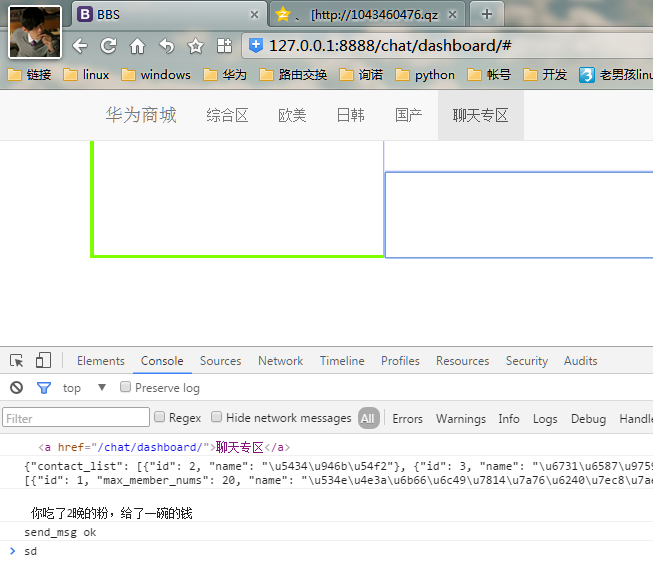 BBS
、 [http://1043460476.qz
127.0.0.1:8888/chat/dashboard/#
链接 linux windows 华为 路由交换 询诺 python 帐号 开发 老男孩linu
华为商城 综合区 欧美 日韩 国产 聊天专区
Elements Console Sources Network Timeline Profiles Resources Security Audits
top Preserve log
Filter Regex Hide network messages All Errors Warnings Info Logs Debug Handle
<a href="/chat/dashboard/">聊天专区</a>
{"contact_list": [{"id": 2, "name": "\u5434\u946b\u54f2"}, {"id": 3, "name": "\u6731\u6587\u975
[{"id": 1, "max_member_nums": 20, "name": "\u534e\u4e3a\u6b66\u6c49\u7814\u7a76\u6240\u7ec8\u7ae
你吃了2晚的粉，给了一碗的钱
send_msg ok
sd